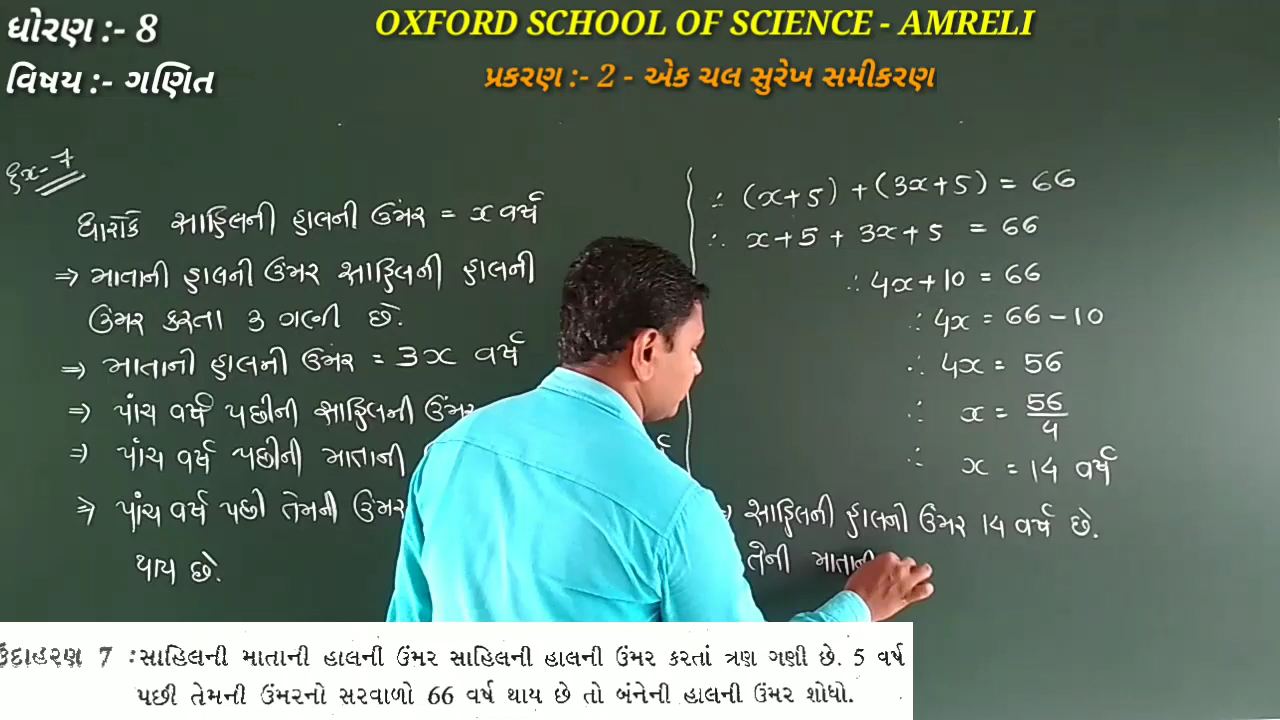 ધોરણ :- 8
વિષય :- ગણિત
OXFORD SCHOOL OF SCIENCE - AMRELI
પ્રકરણ :- 2 - એક ચલ સુરેખ સમીકરણ
Ex-7
ધારોકે સાહિલની હાલની ઉંમર = x વર્ષ
⇒ માતાની હાલની ઉંમર સાહિલની હાલની
ઉંમર કરતા 3 ગણી છે.
⇒ માતાની હાલની ઉંમર = 3x વર્ષ
⇒ પાંચ વર્ષ પછીની સાહિલની ઉંમર
⇒ પાંચ વર્ષ પછીની માતાની
⇒ પાંચ વર્ષ પછી તેમની ઉંમર
થાય છે.
∴ (x+5) + (3x+5) = 66
∴ x+5 + 3x+5 = 66
∴ 4x+10 = 66
∴ 4x = 66-10
∴ 4x = 56
∴ x = 56/4
∴ x = 14 વર્ષ
સાહિલની હાલની ઉંમર 14 વર્ષ છે.
તેની માતાની
ઉદાહરણ 7 : સાહિલની માતાની હાલની ઉંમર સાહિલની હાલની ઉંમર કરતાં ત્રણ ગણી છે. 5 વર્ષ
પછી તેમની ઉંમરનો સરવાળો 66 વર્ષ થાય છે તો બંનેની હાલની ઉંમર શોધો.